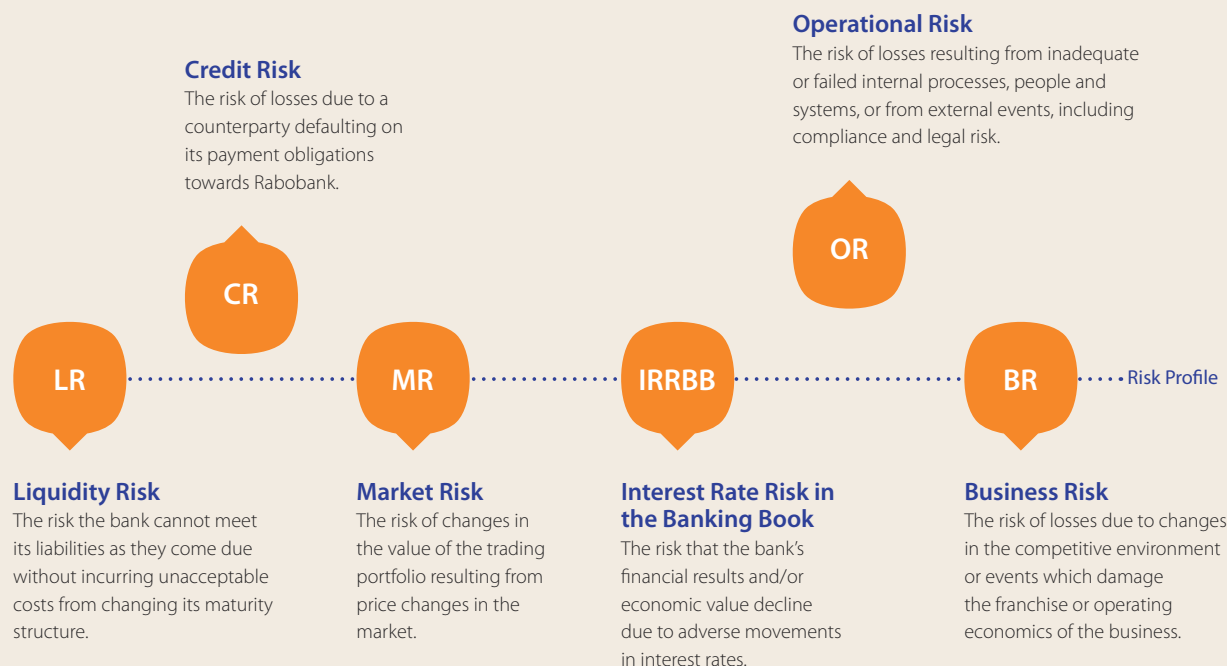 Operational Risk
The risk of losses resulting from inadequate
or failed internal processes, people and
systems, or from external events, including
compliance and legal risk.
Credit Risk
The risk of losses due to a
counterparty defaulting on
its payment obligations
towards Rabobank.
OR
CR
LR
MR
IRRBB
BR
Risk Profile
Liquidity Risk
The risk the bank cannot meet
its liabilities as they come due
without incurring unacceptable
costs from changing its maturity
structure.
Market Risk
The risk of changes in
the value of the trading
portfolio resulting from
price changes in the
market.
Interest Rate Risk in
the Banking Book
The risk that the bank’s
financial results and/or
economic value decline
due to adverse movements
in interest rates.
Business Risk
The risk of losses due to changes
in the competitive environment
or events which damage
the franchise or operating
economics of the business.